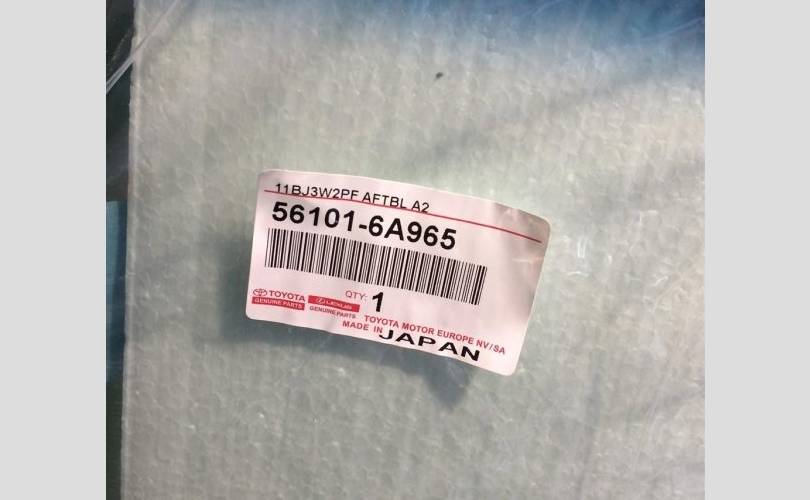 11BJ3W2PF AFTBL A2
56101-6A965
QTY: 1
TOYOTA
GENUINE PARTS
LEXUS
GENUINE PARTS
TOYOTA MOTOR EUROPE NV/SA
MADE IN JAPAN